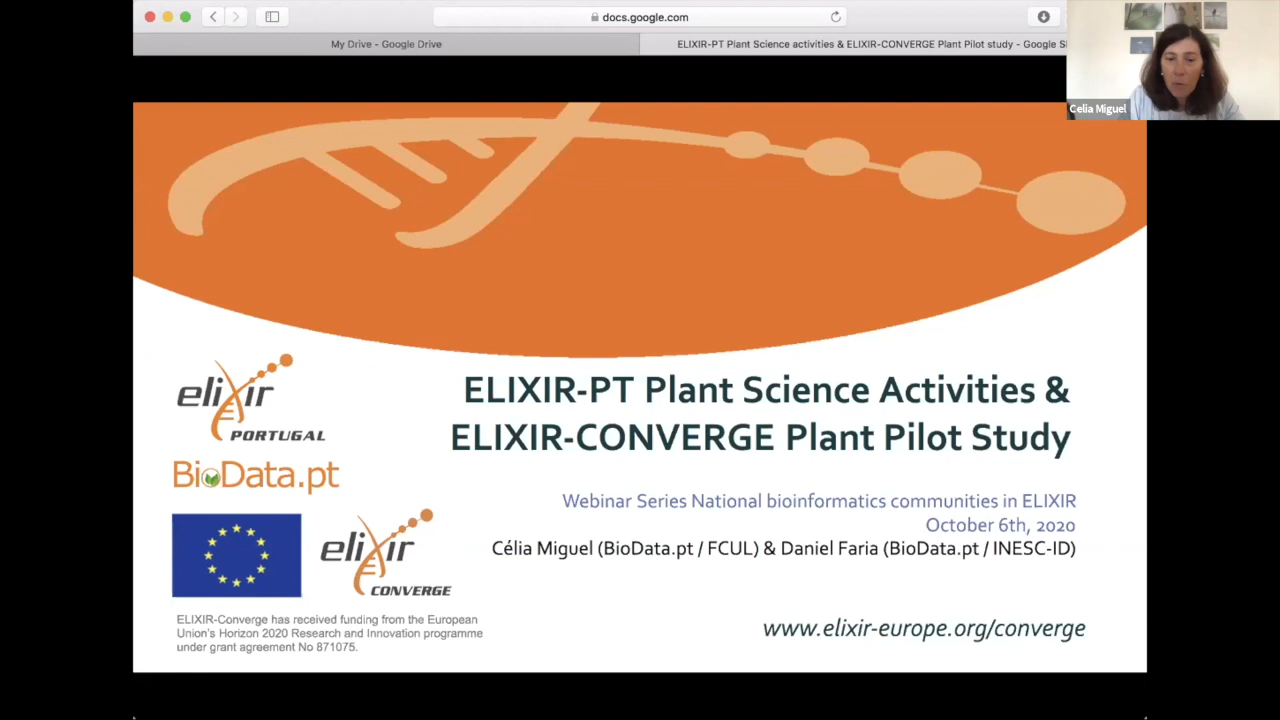 docs.google.com
My Drive - Google Drive
ELIXIR-PT Plant Science activities & ELIXIR-CONVERGE Plant Pilot study - Google
Celia Miguel
elixir
PORTUGAL
BioData.pt
ELIXIR-PT Plant Science Activities &
ELIXIR-CONVERGE Plant Pilot Study
Webinar Series National bioinformatics communities in ELIXIR
October 6th, 2020
Célia Miguel (BioData.pt / FCUL) & Daniel Faria (BioData.pt / INESC-ID)
elixir
CONVERGE
ELIXIR-Converge has received funding from the European
Union's Horizon 2020 Research and Innovation programme
under grant agreement No 871075.
www.elixir-europe.org/converge